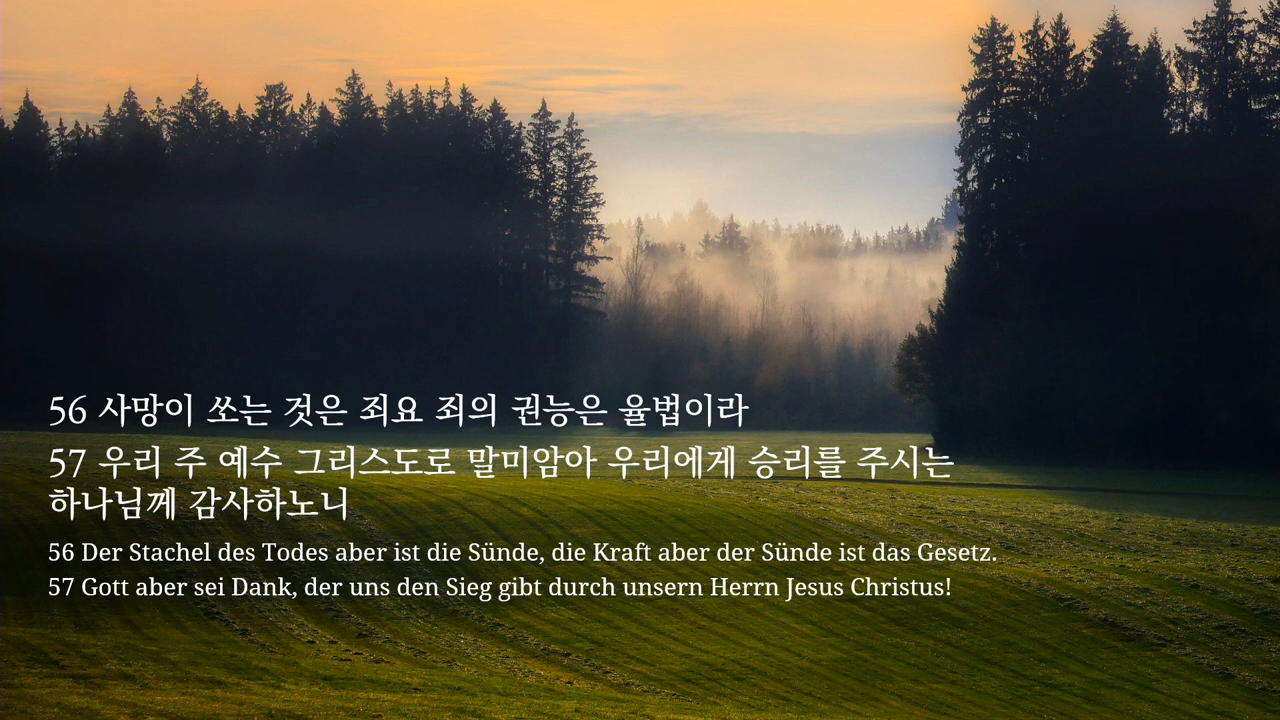 56 사망이 쏘는 것은 죄요 죄의 권능은 율법이라
57 우리 주 예수 그리스도로 말미암아 우리에게 승리를 주시는
하나님께 감사하노니
56 Der Stachel des Todes aber ist die Sünde, die Kraft aber der Sünde ist das Gesetz.
57 Gott aber sei Dank, der uns den Sieg gibt durch unsern Herrn Jesus Christus!